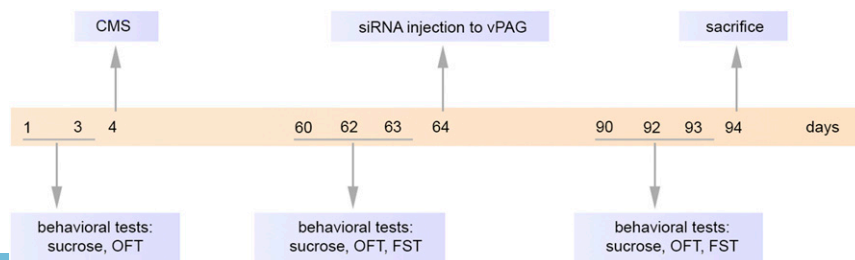 CMS
siRNA injection to vPAG
sacrifice
1 3 4 60 62 63 64 90 92 93 94 days
behavioral tests:
sucrose, OFT
behavioral tests:
sucrose, OFT, FST
behavioral tests:
sucrose, OFT, FST